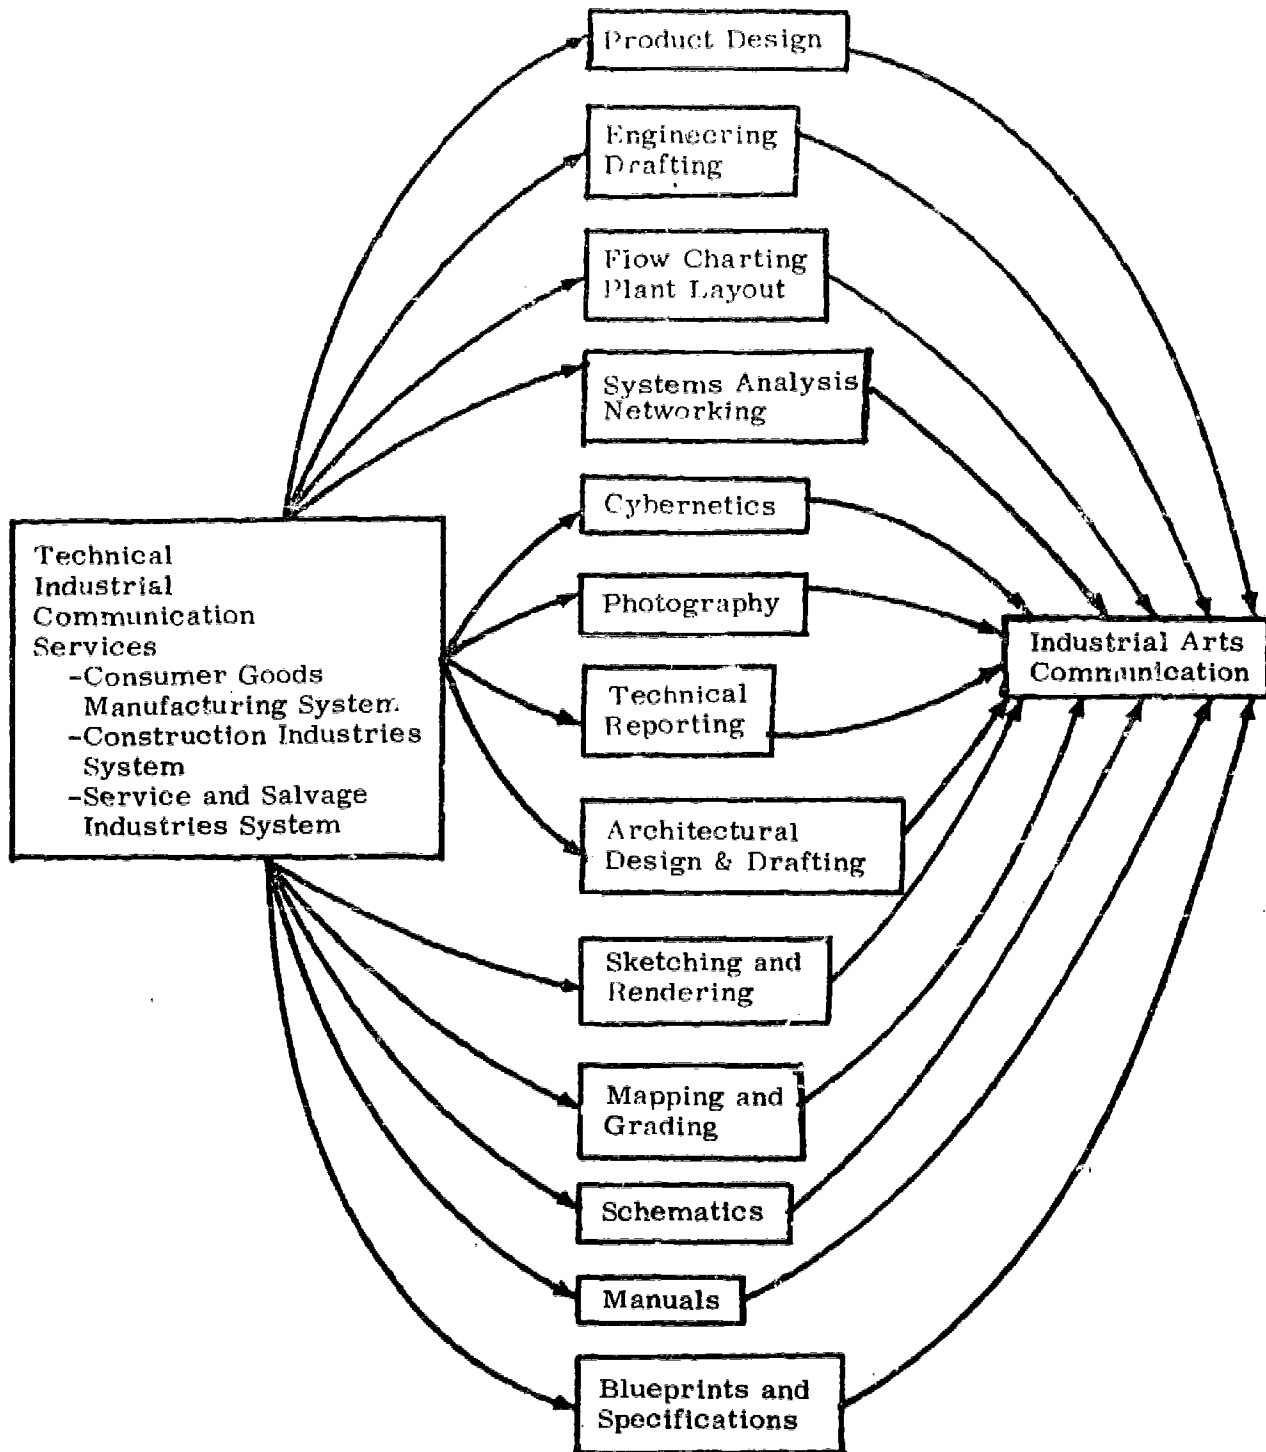 Product Design
Engineering
Drafting
Flow Charting
Plant Layout
Systems Analysis
Networking
Cybernetics
Photography
Technical
Reporting
Architectural
Design & Drafting
Sketching and
Rendering
Mapping and
Grading
Schematics
Manuals
Blueprints and
Specifications
Technical
Industrial
Communication
Services
-Consumer Goods
Manufacturing System
-Construction Industries
System
-Service and Salvage
Industries System
Industrial Arts
Communication